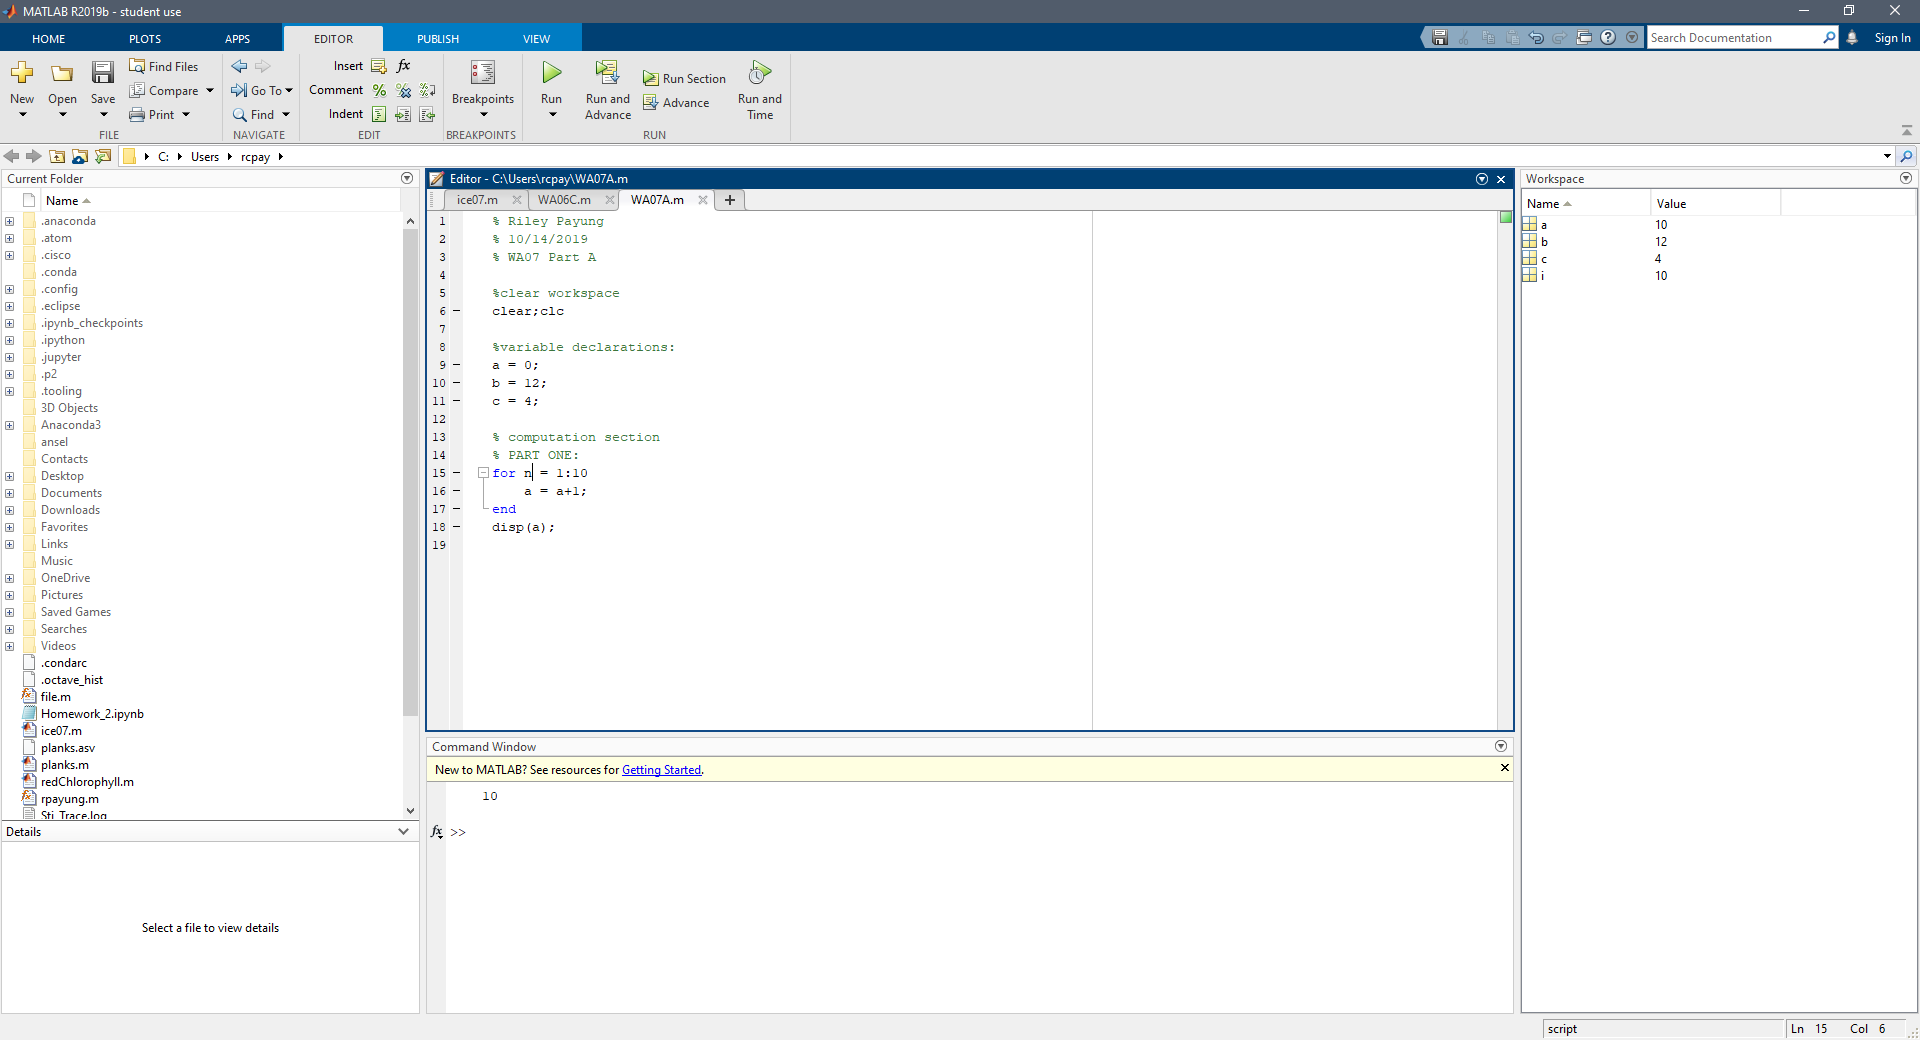 MATLAB R2019b - student use
HOME PLOTS APPS EDITOR PUBLISH VIEW
Search Documentation
Sign In
New
Open
Save
Find Files
Compare
Print
FILE
Go To
Find
NAVIGATE
Insert
Comment
Indent
EDIT
Breakpoints
BREAKPOINTS
Run
Run and Advance
Run Section
Advance
Run and Time
RUN
C: Users rcpay
Current Folder
Name
.anaconda
.atom
.cisco
.conda
.config
.eclipse
.ipynb_checkpoints
.ipython
.jupyter
.p2
.tooling
3D Objects
Anaconda3
ansel
Contacts
Desktop
Documents
Downloads
Favorites
Links
Music
OneDrive
Pictures
Saved Games
Searches
Videos
.condarc
.octave_hist
file.m
Homework_2.ipynb
ice07.m
planks.asv
planks.m
redChlorophyll.m
rpayung.m
Sti_Trace.log
Details
Select a file to view details
Editor - C:\Users\rcpay\WA07A.m
ice07.m WA06C.m WA07A.m
1 % Riley Payung
2 % 10/14/2019
3 % WA07 Part A
4
5 %clear workspace
6 clear;clc
7
8 %variable declarations:
9 a = 0;
10 b = 12;
11 c = 4;
12
13 % computation section
14 % PART ONE:
15 for n = 1:10
16 a = a+1;
17 end
18 disp(a);
19
Command Window
New to MATLAB? See resources for Getting Started.
10
fx >>
Workspace
Name Value
a 10
b 12
c 4
i 10
script
Ln 15 Col 6